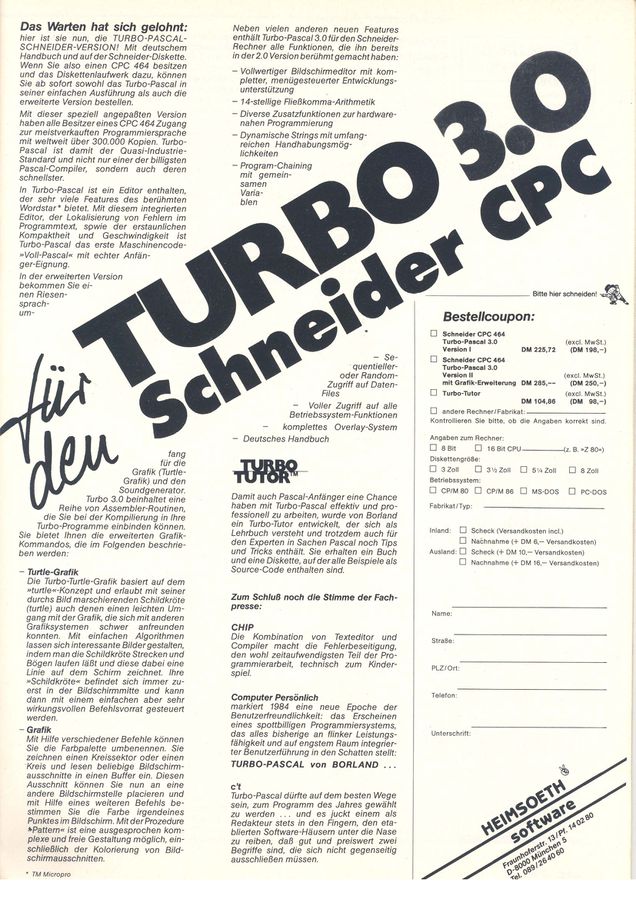 Das Warten hat sich gelohnt:
hier ist sie nun, die TURBO-PASCAL-
SCHNEIDER-VERSION! Mit deutschem
Handbuch und auf der Schneider-Diskette.
Wenn Sie also einen CPC 464 besitzen
und das Diskettenlaufwerk dazu, können
Sie ab sofort sowohl das Turbo-Pascal in
seiner einfachen Ausführung als auch die
erweiterte Version bestellen.
Mit dieser speziell angepaßten Version
haben alle Besitzer eines CPC 464 Zugang
zur meistverkauften Programmiersprache
mit weltweit über 300.000 Kopien. Turbo-
Pascal ist damit der Quasi-Industrie-
Standard und nicht nur einer der billigsten
Pascal-Compiler, sondern auch deren
schnellster.
In Turbo-Pascal ist ein Editor enthalten,
der sehr viele Features des berühmten
Wordstar* bietet. Mit diesem integrierten
Editor, der Lokalisierung von Fehlern im
Programmtext, spwie der erstaunlichen
Kompaktheit und Geschwindigkeit ist
Turbo-Pascal das erste Maschinencode-
»Voll-Pascal« mit echter Anfän-
ger-Eignung.
In der erweiterten Version
bekommen Sie ei-
nen Riesen-
sprach-
um-
fang
für die
Grafik (Turtle-
Grafik) und den
Soundgenerator.
Turbo 3.0 beinhaltet eine
Reihe von Assembler-Routinen,
die Sie bei der Kompilierung in Ihre
Turbo-Programme einbinden können.
Sie bietet Ihnen die erweiterten Grafik-
Kommandos, die im Folgenden beschrie-
ben werden:
– Turtle-Grafik
Die Turbo-Turtle-Grafik basiert auf dem
»turtle«-Konzept und erlaubt mit seiner
durchs Bild marschierenden Schildkröte
(turtle) auch denen einen leichten Um-
gang mit der Grafik, die sich mit anderen
Grafiksystemen schwer anfreunden
konnten. Mit einfachen Algorithmen
lassen sich interessante Bilder gestalten,
indem man die Schildkröte Strecken und
Bögen laufen läßt und diese dabei eine
Linie auf dem Schirm zeichnet. Ihre
»Schildkröte« befindet sich immer zu-
erst in der Bildschirmmitte und kann
dann mit einem einfachen aber sehr
wirkungsvollen Befehlsvorrat gesteuert
werden.
– Grafik
Mit Hilfe verschiedener Befehle können
Sie die Farbpalette umbenennen. Sie
zeichnen einen Kreissektor oder einen
Kreis und lesen beliebige Bildschirm-
ausschnitte in einen Buffer ein. Diesen
Ausschnitt können Sie nun an eine
andere Bildschirmstelle placieren und
mit Hilfe eines weiteren Befehls be-
stimmen Sie die Farbe irgendeines
Punktes im Bildschirm. Mit der Procedure
»Pattern« ist eine ausgesprochen kom-
plexe und freie Gestaltung möglich, ein-
schließlich der Kolorierung von Bild-
schirmausschnitten.
* TM Micropro
Neben vielen anderen neuen Features
enthält Turbo-Pascal 3.0 für den Schneider-
Rechner alle Funktionen, die ihn bereits
in der 2.0 Version berühmt gemacht haben:
– Vollwertiger Bildschirmeditor mit kom-
pletter, menügesteuerter Entwicklungs-
unterstützung
– 14-stellige Fließkomma-Arithmetik
– Diverse Zusatzfunktionen zur hardware-
nahen Programmierung
– Dynamische Strings mit umfang-
reichen Handhabungsmög-
lichkeiten
– Program-Chaining
mit gemein-
samen
Varia-
blen
TURBO 3.0
für den Schneider CPC
– Se-
quentieller-
oder Random-
Zugriff auf Daten-
Files
– Voller Zugriff auf alle
Betriebssystem-Funktionen
– komplettes Overlay-System
– Deutsches Handbuch
TURBO
TUTOR™
Damit auch Pascal-Anfänger eine Chance
haben mit Turbo-Pascal effektiv und pro-
fessionell zu arbeiten, wurde von Borland
ein Turbo-Tutor entwickelt, der sich als
Lehrbuch versteht und trotzdem auch für
den Experten in Sachen Pascal noch Tips
und Tricks enthält. Sie erhalten ein Buch
und eine Diskette, auf der alle Beispiele als
Source-Code enthalten sind.
Zum Schluß noch die Stimme der Fach-
presse:
CHIP
Die Kombination von Texteditor und
Compiler macht die Fehlerbeseitigung,
den wohl zeitaufwendigsten Teil der Pro-
grammierarbeit, technisch zum Kinder-
spiel.
Computer Persönlich
markiert 1984 eine neue Epoche der
Benutzerfreundlichkeit: das Erscheinen
eines spottbilligen Programmiersystems,
das alles bisherige an flinker Leistungs-
fähigkeit und auf engstem Raum integrier-
ter Benutzerführung in den Schatten stellt:
TURBO-PASCAL von BORLAND ...
c't
Turbo-Pascal dürfte auf dem besten Wege
sein, zum Programm des Jahres gewählt
zu werden . . . und es juckt einem als
Redakteur stets in den Fingern, den eta-
blierten Software-Häusern unter die Nase
zu reiben, daß gut und preiswert zwei
Begriffe sind, die sich nicht gegenseitig
ausschließen müssen.
Bitte hier schneiden!
Bestellcoupon:
Schneider CPC 464
Turbo-Pascal 3.0 (excl. MwSt.)
Version I DM 225,72 (DM 198,–)
Schneider CPC 464
Turbo-Pascal 3.0
Version II (excl. MwSt.)
mit Grafik-Erweiterung DM 285,–– (DM 250,–)
Turbo-Tutor (excl. MwSt.)
DM 104,86 (DM 98,–)
andere Rechner/Fabrikat:
Kontrollieren Sie bitte, ob die Angaben korrekt sind.
Angaben zum Rechner:
8 Bit 16 Bit CPU (z. B. »Z 80«)
Diskettengröße:
3 Zoll 3½ Zoll 5¼ Zoll 8 Zoll
Betriebssystem:
CP/M 80 CP/M 86 MS-DOS PC-DOS
Fabrikat/Typ:
Inland: Scheck (Versandkosten incl.)
Nachnahme (+ DM 6,– Versandkosten)
Ausland: Scheck (+ DM 10,– Versandkosten)
Nachnahme (+ DM 16,– Versandkosten)
Name:
Straße:
PLZ/Ort:
Telefon:
Unterschrift:
HEIMSOETH
software
Fraunhoferstr. 13/Pf. 14 02 80
D-8000 München 5
Tel. 089/26 40 60